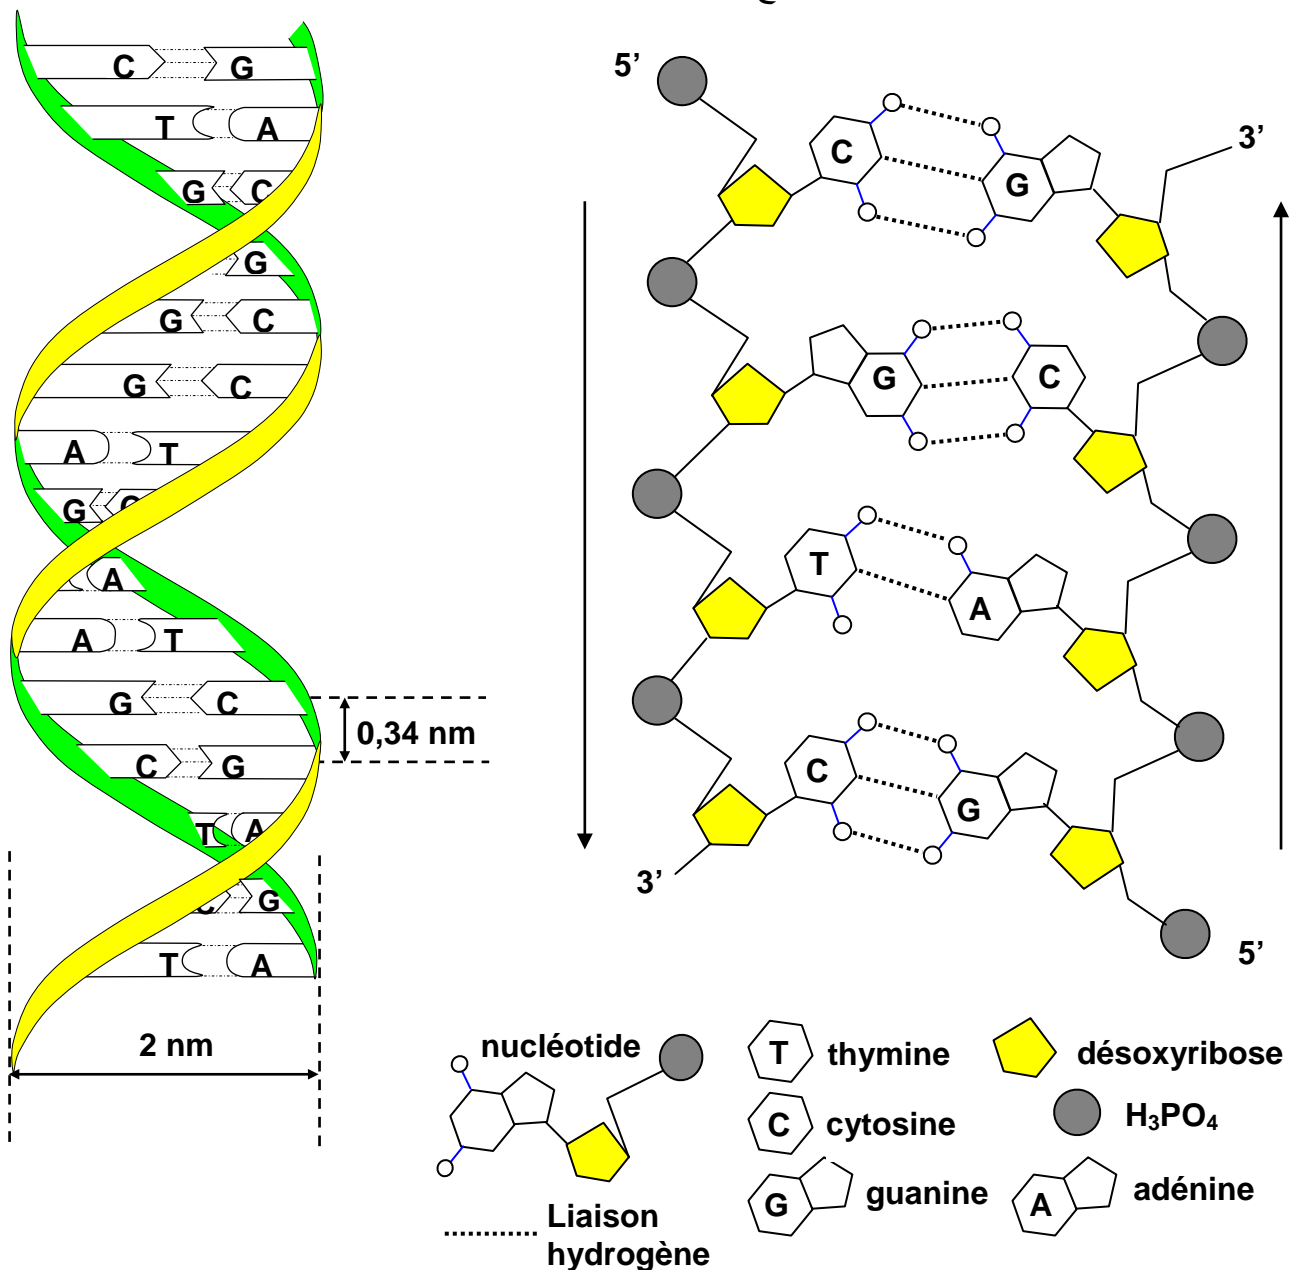 C G
T A
G C
G
G C
G C
A T
G C
A
A T
G C
0,34 nm
C G
T A
C G
T A
2 nm
5’
C G
3’
G C
T A
C G
3’
5’
nucléotide
Liaison
hydrogène
T thymine
désoxyribose
C cytosine
H₃PO₄
G guanine
A adénine